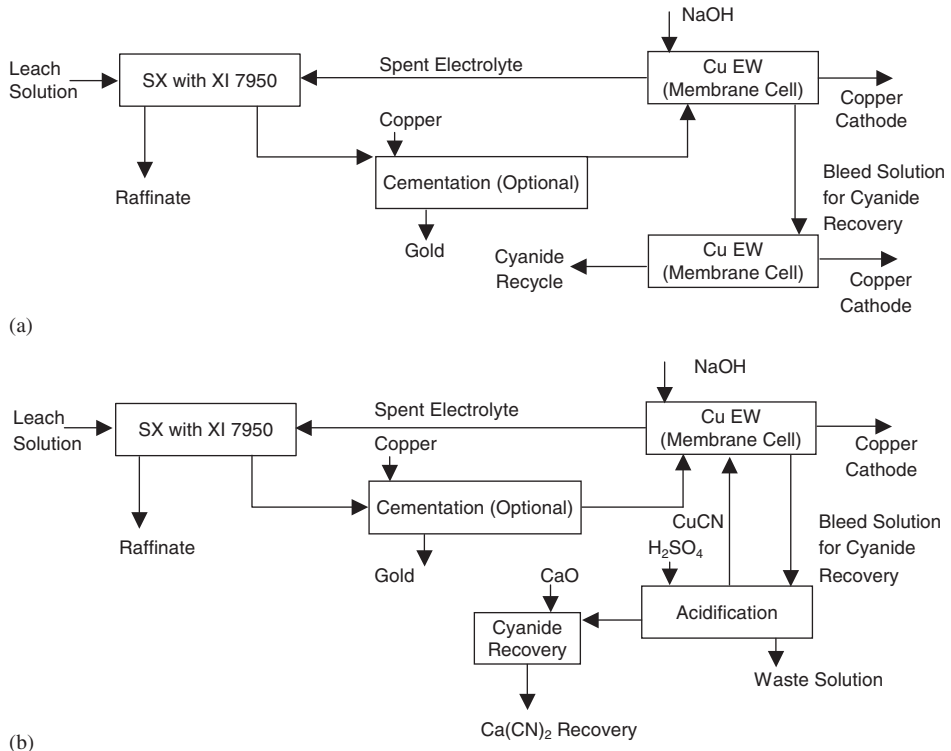 NaOH
Leach
Solution
SX with XI 7950
Spent Electrolyte
Cu EW
(Membrane Cell)
Copper
Cathode
Copper
Cementation (Optional)
Raffinate
Gold
Bleed Solution
for Cyanide
Recovery
Cyanide
Recycle
Cu EW
(Membrane Cell)
Copper
Cathode
(a)
NaOH
Leach
Solution
SX with XI 7950
Spent Electrolyte
Cu EW
(Membrane Cell)
Copper
Cathode
Copper
Cementation (Optional)
Raffinate
Gold
CuCN
H₂SO₄
Bleed Solution
for Cyanide
Recovery
CaO
Cyanide
Recovery
Acidification
Waste Solution
Ca(CN)₂ Recovery
(b)